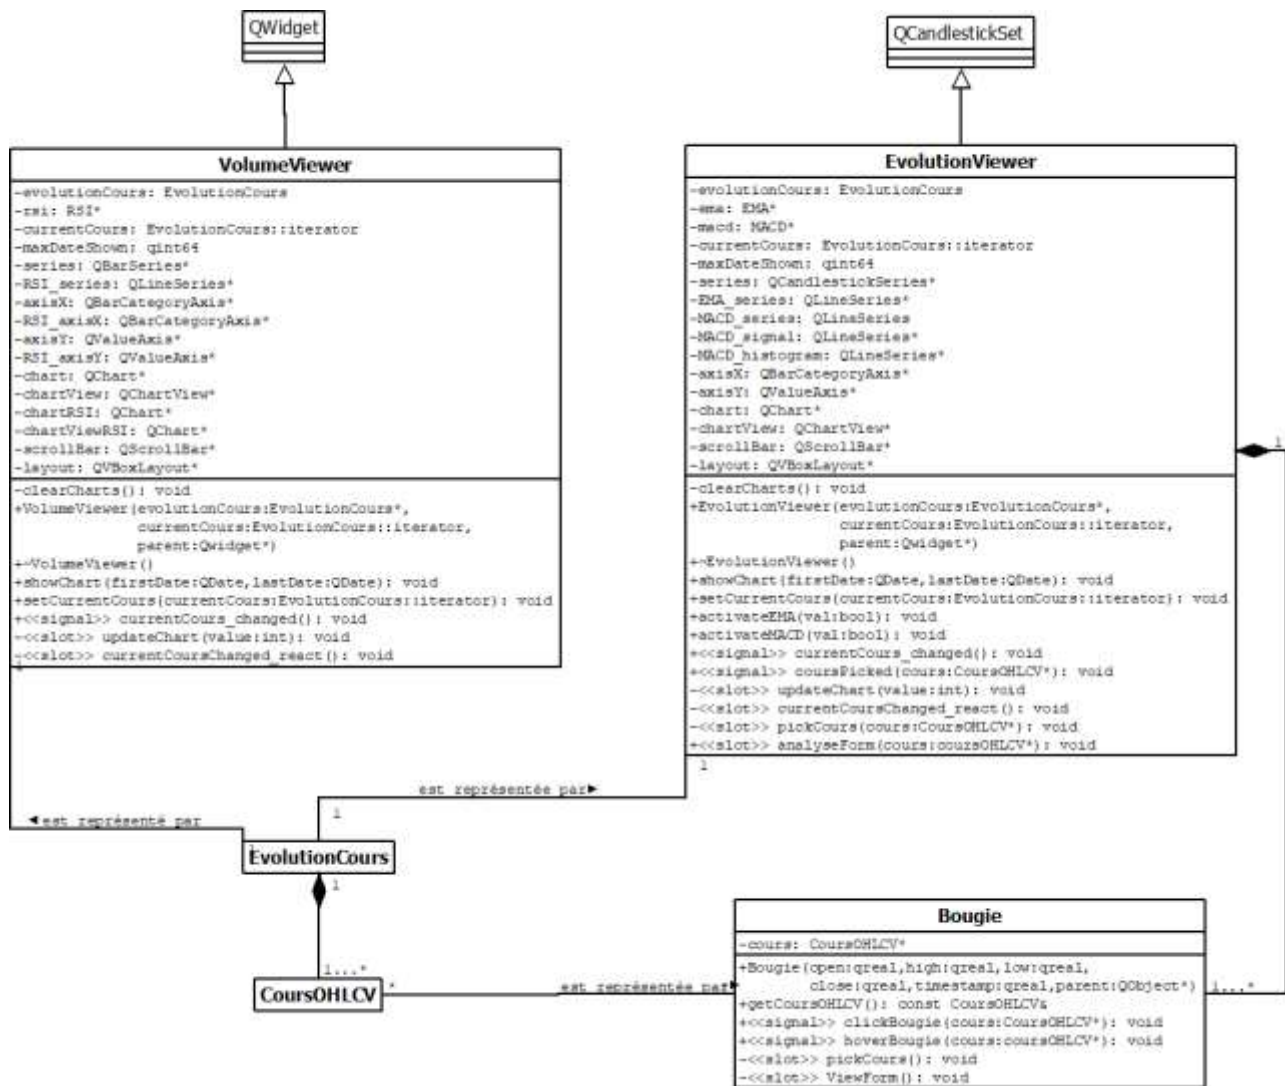 QWidget
QCandlestickSet
VolumeViewer
-evolutionCours: EvolutionCours
-rsi: RSI*
-currentCours: EvolutionCours::iterator
-maxDateShown: qint64
-series: QBarSeries*
-RSI_series: QLineSeries*
-axisX: QBarCategoryAxis*
-RSI_axisX: QBarCategoryAxis*
-axisY: QValueAxis*
-RSI_axisY: QValueAxis*
-chart: QChart*
-chartView: QChartView*
-chartRSI: QChart*
-chartViewRSI: QChart*
-scrollBar: QScrollBar*
-layout: QVBoxLayout*
-clearCharts(): void
+VolumeViewer(evolutionCours:EvolutionCours*,
currentCours:EvolutionCours::iterator,
parent:Qwidget*)
+~VolumeViewer()
+showChart(firstDate:QDate,lastDate:QDate): void
+setCurrentCours(currentCours:EvolutionCours::iterator): void
+<<signal>> currentCours_changed(): void
-<<slot>> updateChart(value:int): void
-<<slot>> currentCoursChanged_react(): void
1
EvolutionViewer
-evolutionCours: EvolutionCours
-ema: EMA*
-macd: MACD*
-currentCours: EvolutionCours::iterator
-maxDateShown: qint64
-series: QCandlestickSeries*
-EMA_series: QLineSeries*
-MACD_series: QLineSeries
-MACD_signal: QLineSeries*
-MACD_histogram: QLineSeries*
-axisX: QBarCategoryAxis*
-axisY: QValueAxis*
-chart: QChart*
-chartView: QChartView*
-scrollBar: QScrollBar*
-layout: QVBoxLayout*
1
-clearCharts(): void
+EvolutionViewer(evolutionCours:EvolutionCours*,
currentCours:EvolutionCours::iterator,
parent:Qwidget*)
+~EvolutionViewer()
+showChart(firstDate:QDate,lastDate:QDate): void
+setCurrentCours(currentCours:EvolutionCours::iterator): void
+activateEMA(val:bool): void
+activateMACD(val:bool): void
+<<signal>> currentCours_changed(): void
+<<signal>> coursPicked(cours:CoursOHLCV*): void
-<<slot>> updateChart(value:int): void
-<<slot>> currentCoursChanged_react(): void
-<<slot>> pickCours(cours:CoursOHLCV*): void
+<<slot>> analyseForm(cours:coursOHLCV*): void
1
est représentée par
1
est représenté par
1
EvolutionCours
1
1...*
CoursOHLCV
*
est représentée par
Bougie
-cours: CoursOHLCV*
+Bougie(open:qreal,high:qreal,low:qreal,
close:qreal,timestamp:qreal,parent:QObject*)
+getCoursOHLCV(): const CoursOHLCV&
+<<signal>> clickBougie(cours:CoursOHLCV*): void
+<<signal>> hoverBougie(cours:coursOHLCV*): void
-<<slot>> pickCours(): void
-<<slot>> ViewForm(): void
1...*